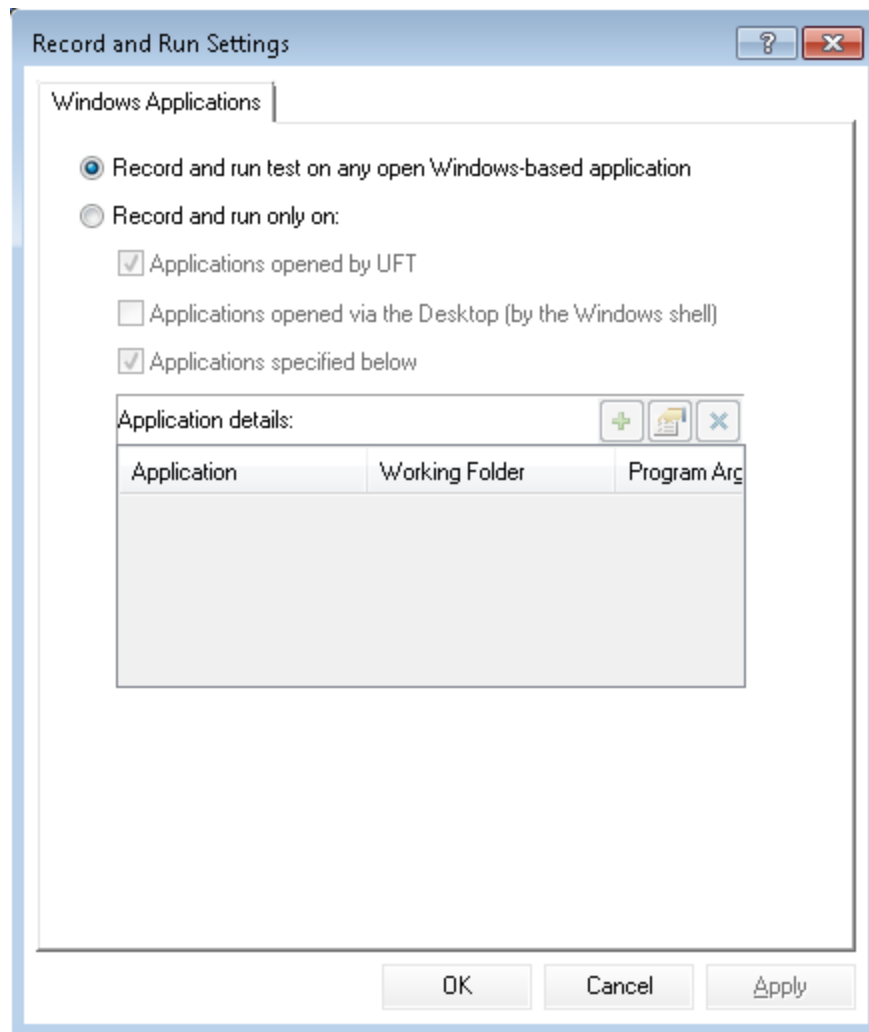 Record and Run Settings
Windows Applications
Record and run test on any open Windows-based application
Record and run only on:
Applications opened by UFT
Applications opened via the Desktop (by the Windows shell)
Applications specified below
Application details:
Application Working Folder Program Arg
OK Cancel Apply